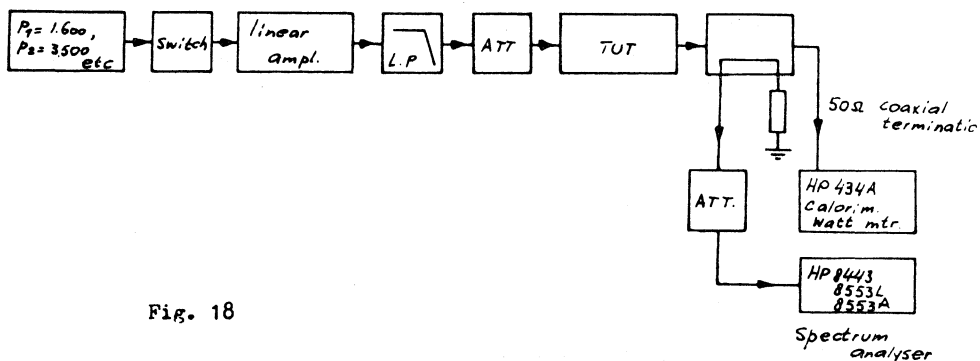 P1= 1.600,
P2= 3.500
etc
Switch
linear
ampl.
L.P
ATT
TUT
50Ω coaxial
terminatic
ATT.
HP 434A
Calorim.
Watt mtr.
HP 8443
8553L
8553A
Spectrum
analyser
Fig. 18